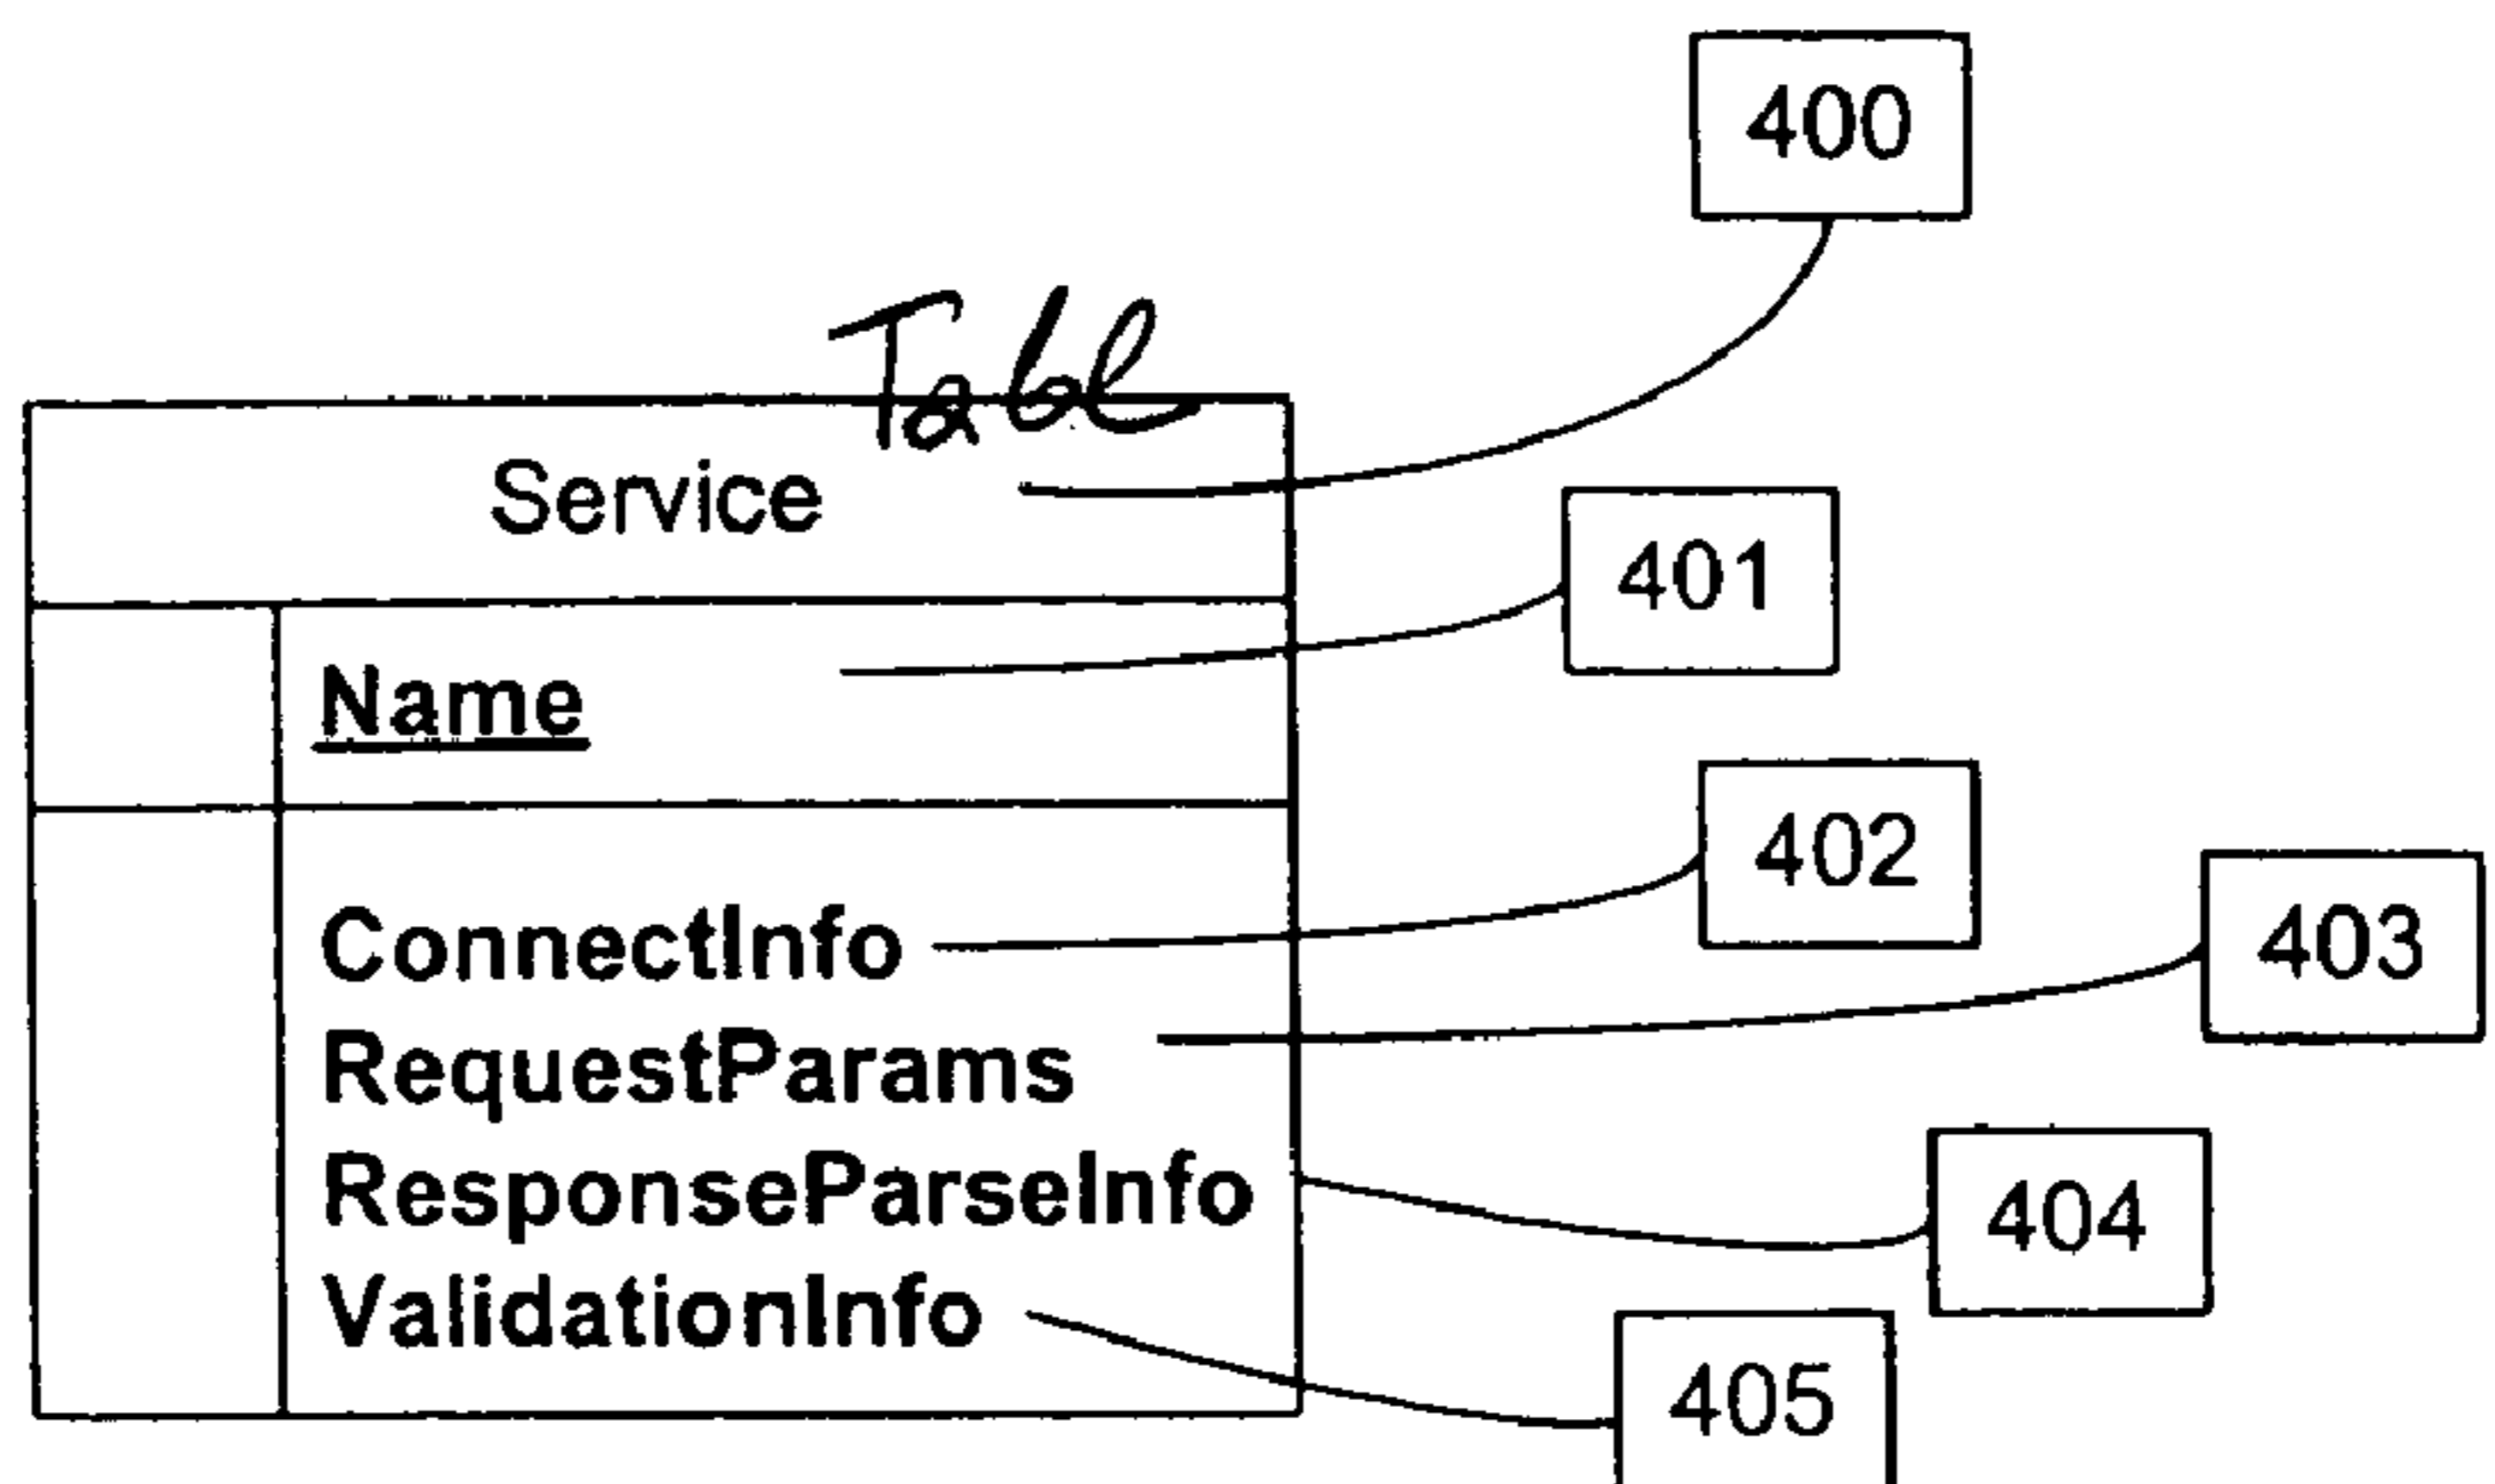 400
Table
Service
401
Name
402
ConnectInfo
403
RequestParams
ResponseParseInfo
404
ValidationInfo
405